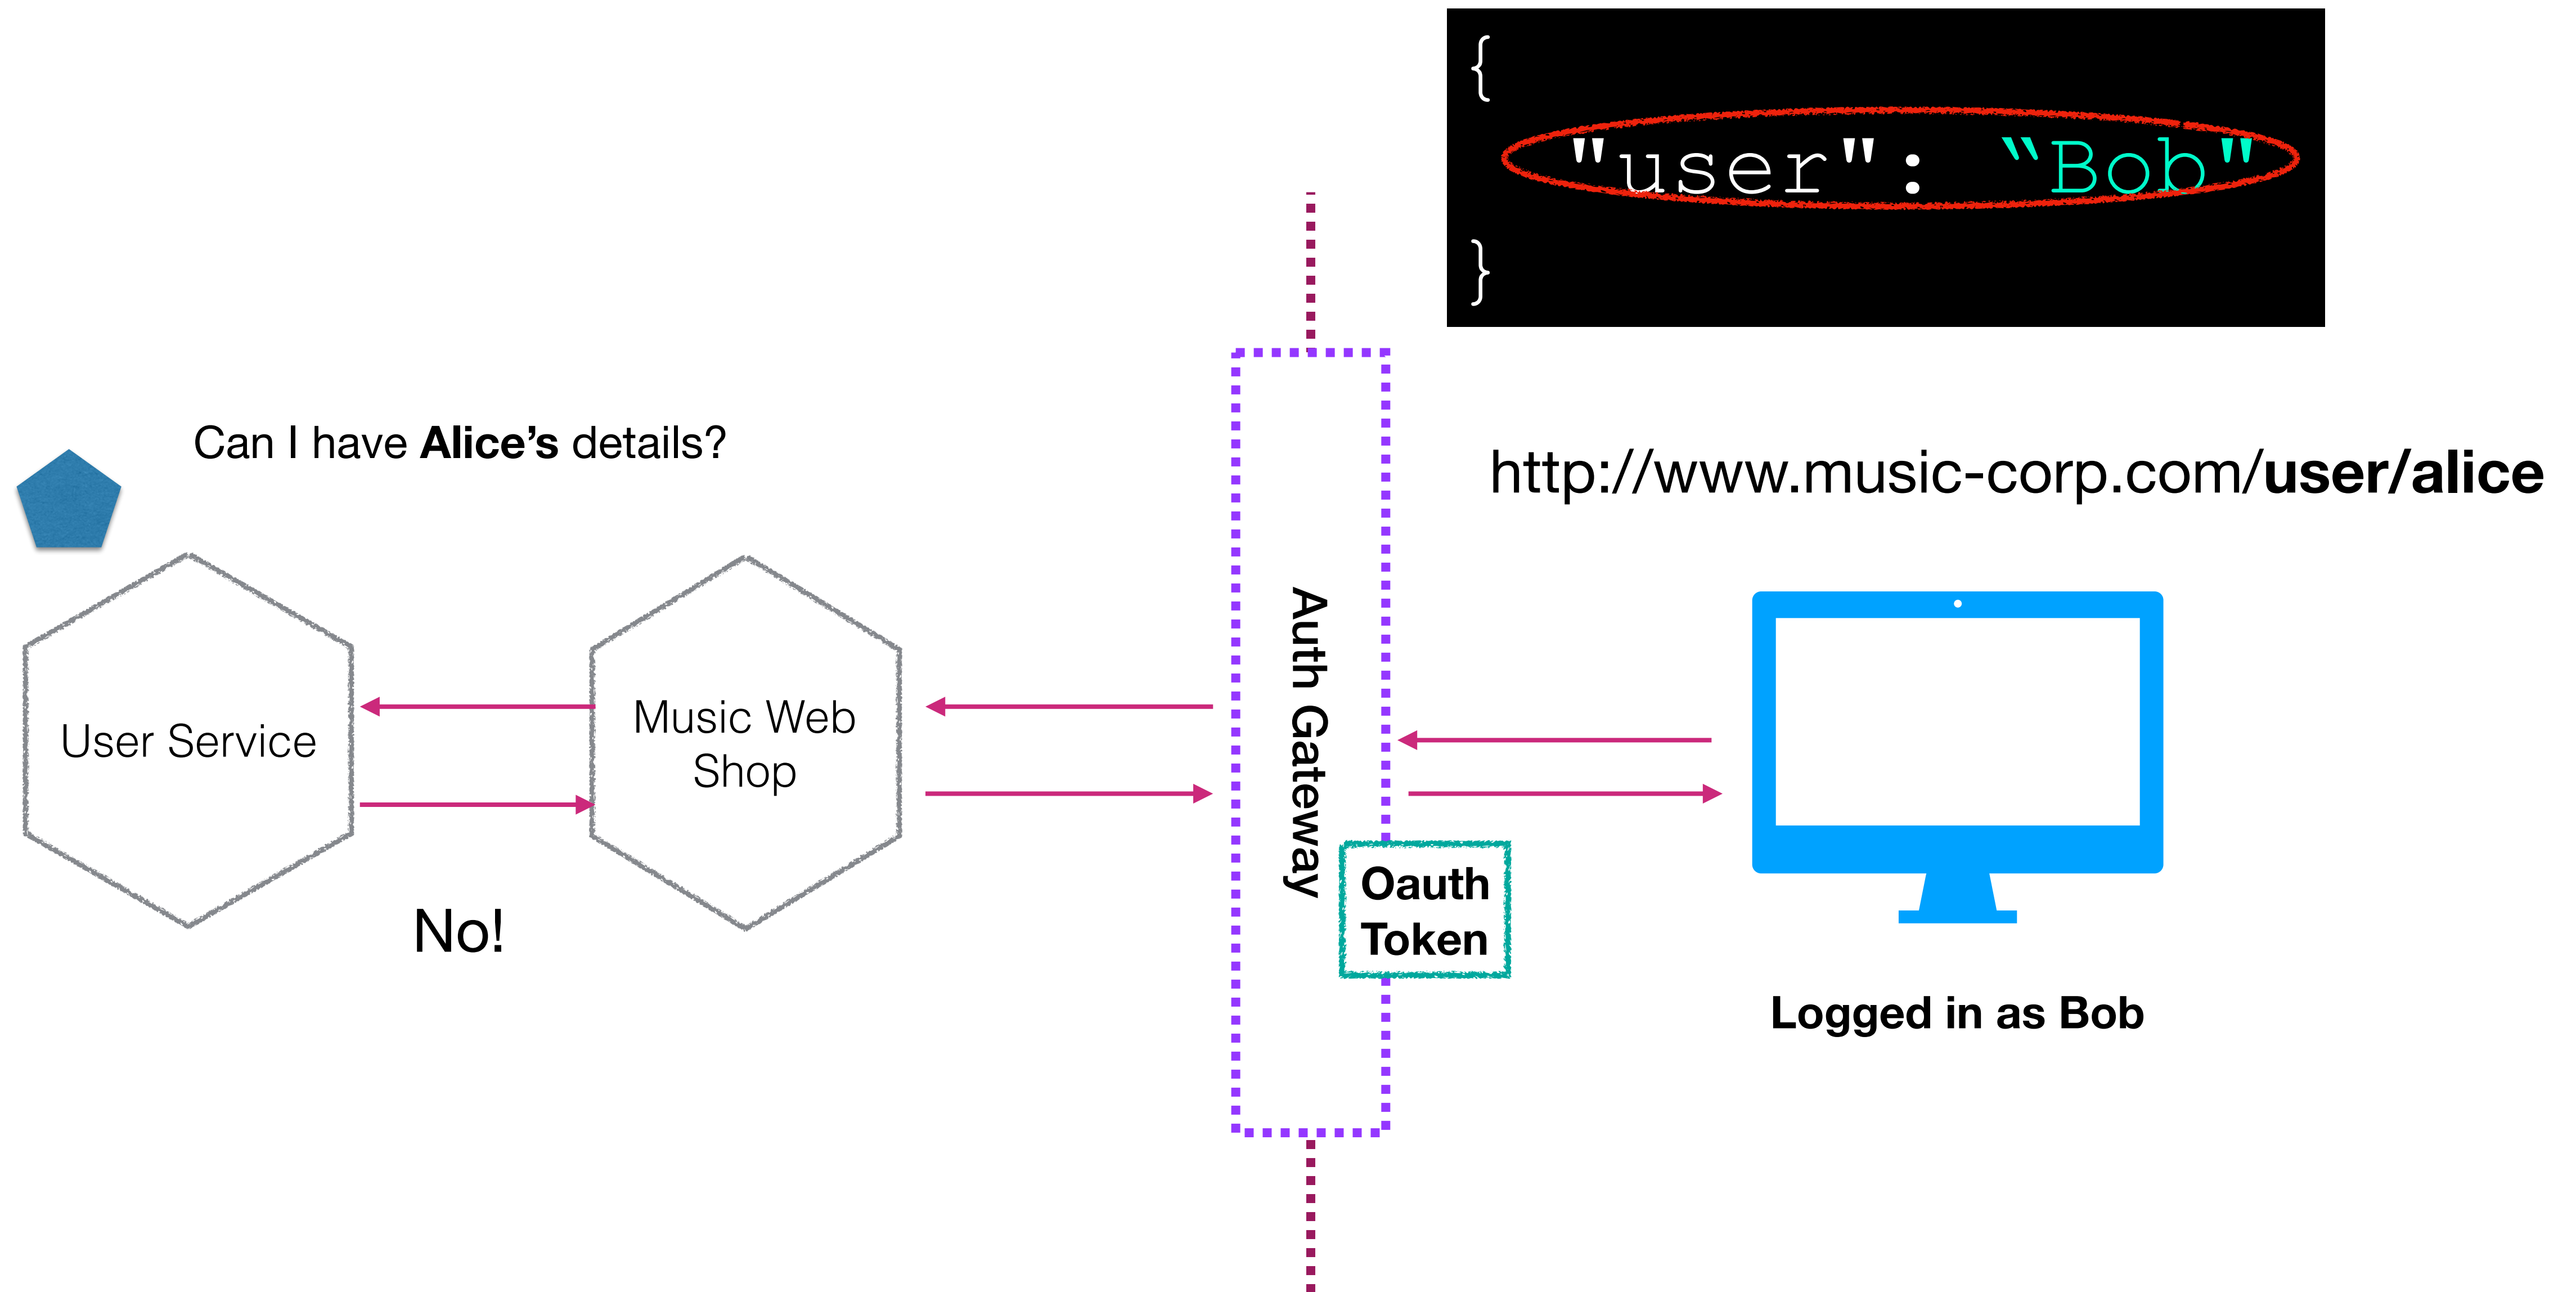 {
"user": “Bob"
}
Can I have Alice’s details?
http://www.music-corp.com/user/alice
User Service
Music Web
Shop
Auth Gateway
Oauth
Token
No!
Logged in as Bob